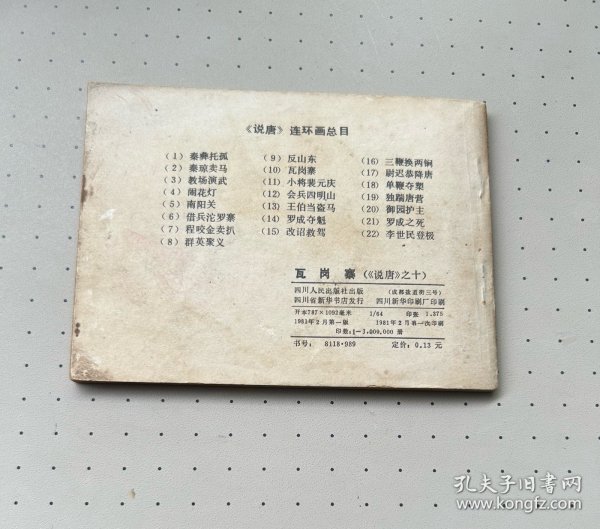 《说唐》连环画总目
（1）秦彝托孤
（2）秦琼卖马
（3）教场演武
（4）闹花灯
（5）南阳关
（6）借兵沱罗寨
（7）程咬金卖扒
（8）群英聚义
（9）反山东
（10）瓦岗寨
（11）小将裴元庆
（12）会兵四明山
（13）王伯当盗马
（14）罗成夺魁
（15）改诏救驾
（16）三鞭换两锏
（17）尉迟恭降唐
（18）单鞭夺槊
（19）独踹唐营
（20）御园护主
（21）罗成之死
（22）李世民登极
瓦岗寨（《说唐》之十）
四川人民出版社出版 （成都盐道街三号）
四川省新华书店发行 四川新华印刷厂印刷
开本787×1092毫米 1/64 印张 1.375
1981年2月第一版 1981年2月第一次印刷
印数：1—3,000,000 册
书号：8118·989 定价：0.13 元
孔夫子旧书网
www.kongfz.com